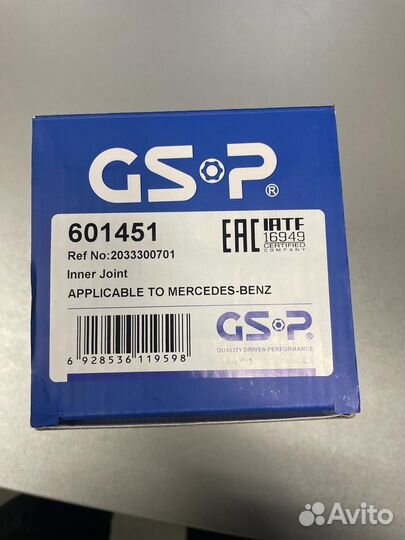 GSP®
601451
Ref No:2033300701
Inner Joint
APPLICABLE TO MERCEDES-BENZ
EAC IATF
16949
CERTIFIED
COMPANY
GSP
QUALITY DRIVEN PERFORMANCE
6 928536 119598
Avito